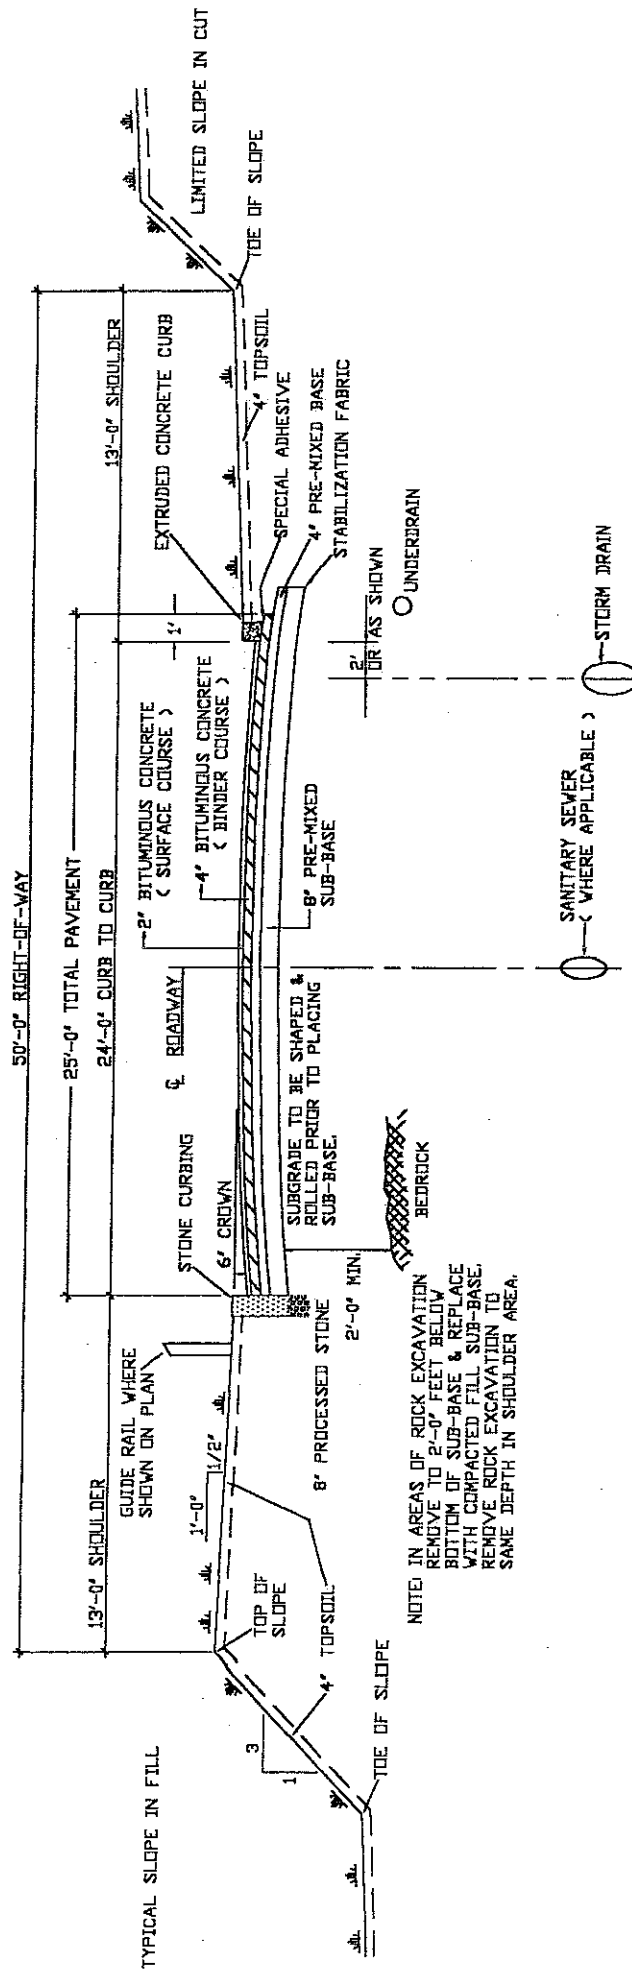 50'-0" RIGHT-OF-WAY
25'-0" TOTAL PAVEMENT
24'-0" CURB TO CURB
13'-0" SHOULDER
13'-0" SHOULDER
1'
TYPICAL SLOPE IN FILL
GUIDE RAIL WHERE
SHOWN ON PLAN
STONE CURBING
6" CROWN
℄ ROADWAY
2" BITUMINOUS CONCRETE
( SURFACE COURSE )
4" BITUMINOUS CONCRETE
( BINDER COURSE )
EXTRUDED CONCRETE CURB
LIMITED SLOPE IN CUT
TOE OF SLOPE
4" TOPSOIL
SPECIAL ADHESIVE
4" PRE-MIXED BASE
STABILIZATION FABRIC
1'-0"
1/2"
TOP OF
SLOPE
4" TOPSOIL
3
1
TOE OF SLOPE
8" PROCESSED STONE
2'-0" MIN.
SUBGRADE TO BE SHAPED &
ROLLED PRIOR TO PLACING
SUB-BASE.
8" PRE-MIXED
SUB-BASE
2'
OR AS SHOWN
UNDERDRAIN
BEDROCK
NOTE: IN AREAS OF ROCK EXCAVATION
REMOVE TO 2'-0" FEET BELOW
BOTTOM OF SUB-BASE & REPLACE
WITH COMPACTED FILL SUB-BASE.
REMOVE ROCK EXCAVATION TO
SAME DEPTH IN SHOULDER AREA.
SANITARY SEWER
( WHERE APPLICABLE )
STORM DRAIN